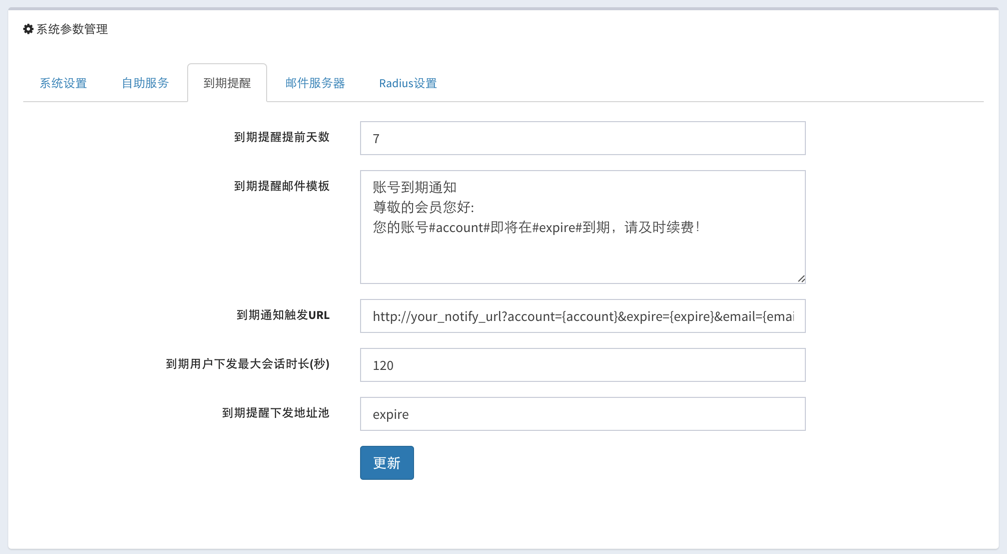 系统参数管理
系统设置 自助服务 到期提醒 邮件服务器 Radius设置
到期提醒提前天数 7
到期提醒邮件模板
账号到期通知
尊敬的会员您好:
您的账号#account#即将在#expire#到期，请及时续费!
到期通知触发URL http://your_notify_url?account={account}&expire={expire}&email={emai
到期用户下发最大会话时长(秒) 120
到期提醒下发地址池 expire
更新